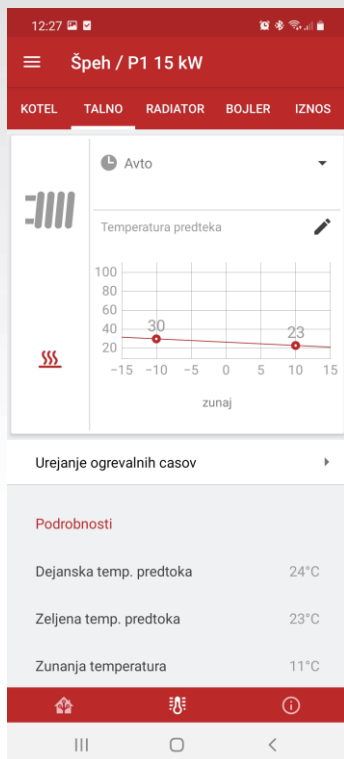 12:27
Špeh / P1 15 kW
KOTEL TALNO RADIATOR BOJLER IZNOS
Avto
Temperatura predteka
100
80
60
40
20
30
23
-15 -10 -5 0 5 10 15
zunaj
Urejanje ogrevalnih casov
Podrobnosti
Dejanska temp. predtoka 24°C
Zeljena temp. predtoka 23°C
Zunanja temperatura 11°C